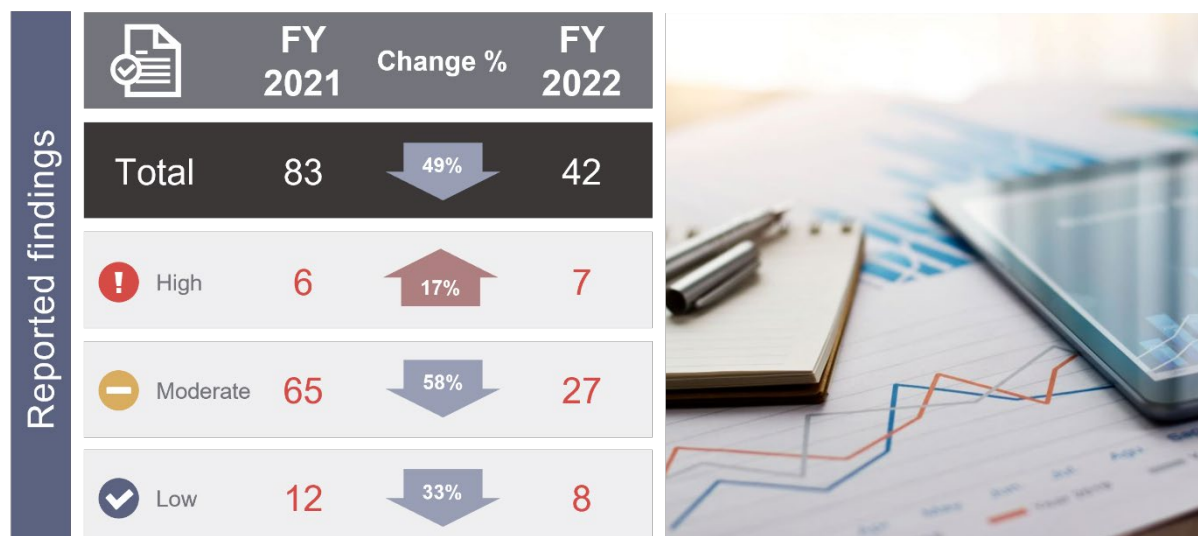 Reported findings
FY 2021 Change % FY 2022
Total 83 49% 42
High 6 17% 7
Moderate 65 58% 27
Low 12 33% 8